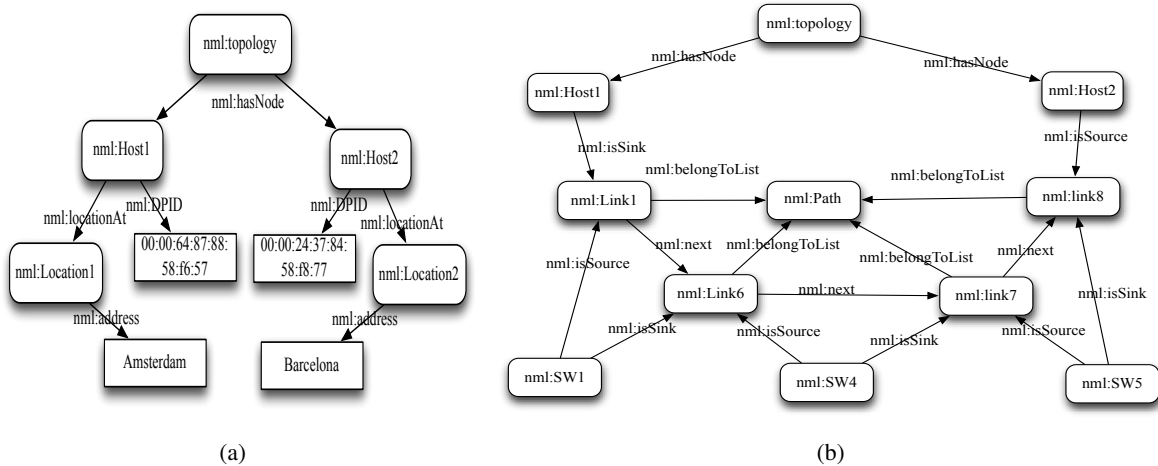 nml:topology
nml:hasNode
nml:Host1
nml:Host2
nml:locationAt
nml:DPID
nml:DPID
nml:locationAt
nml:Location1
00:00:64:87:88:
58:f6:57
00:00:24:37:84:
58:f8:77
nml:Location2
nml:address
nml:address
Amsterdam
Barcelona
(a)
nml:topology
nml:hasNode
nml:hasNode
nml:Host1
nml:Host2
nml:isSink
nml:isSource
nml:belongToList
nml:belongToList
nml:Link1
nml:Path
nml:link8
nml:next
nml:belongToList
nml:next
nml:isSource
nml:belongToList
nml:Link6
nml:next
nml:link7
nml:isSink
nml:isSink
nml:isSource
nml:isSink
nml:isSource
nml:SW1
nml:SW4
nml:SW5
(b)